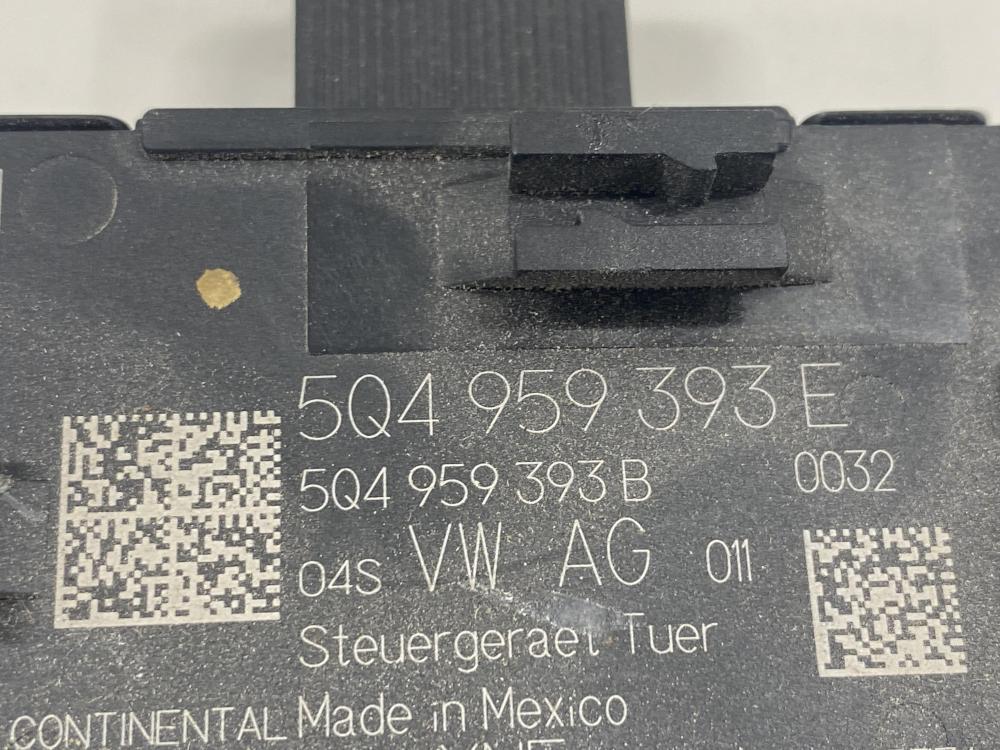 5Q4 959 393 E
5Q4 959 393 B 0032
04S VW AG 011
Steuergeraet Tuer
CONTINENTAL Made in Mexico